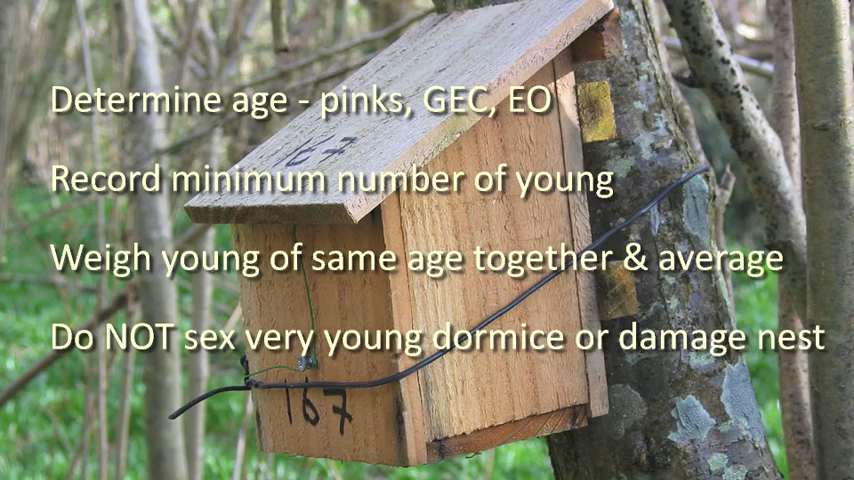 Determine age - pinks, GEC, EO
167
Record minimum number of young
Weigh young of same age together & average
Do NOT sex very young dormice or damage nest
167